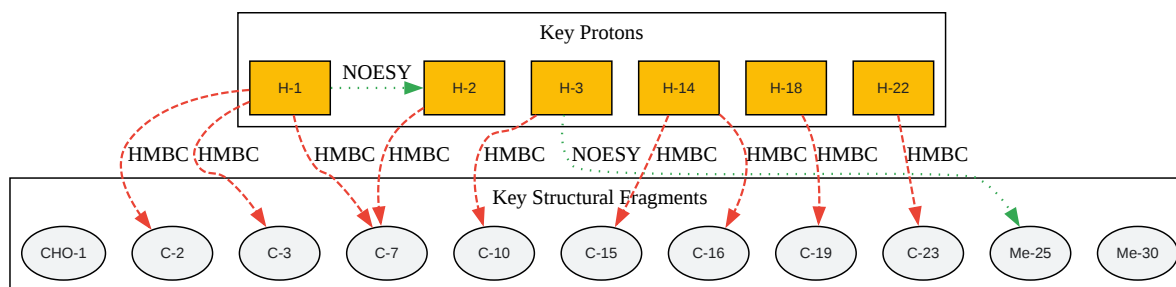 Key Protons
H-1
NOESY
H-2
H-3
H-14
H-18
H-22
HMBC
HMBC
HMBC
HMBC
HMBC
NOESY
HMBC
HMBC
HMBC
HMBC
Key Structural Fragments
CHO-1
C-2
C-3
C-7
C-10
C-15
C-16
C-19
C-23
Me-25
Me-30